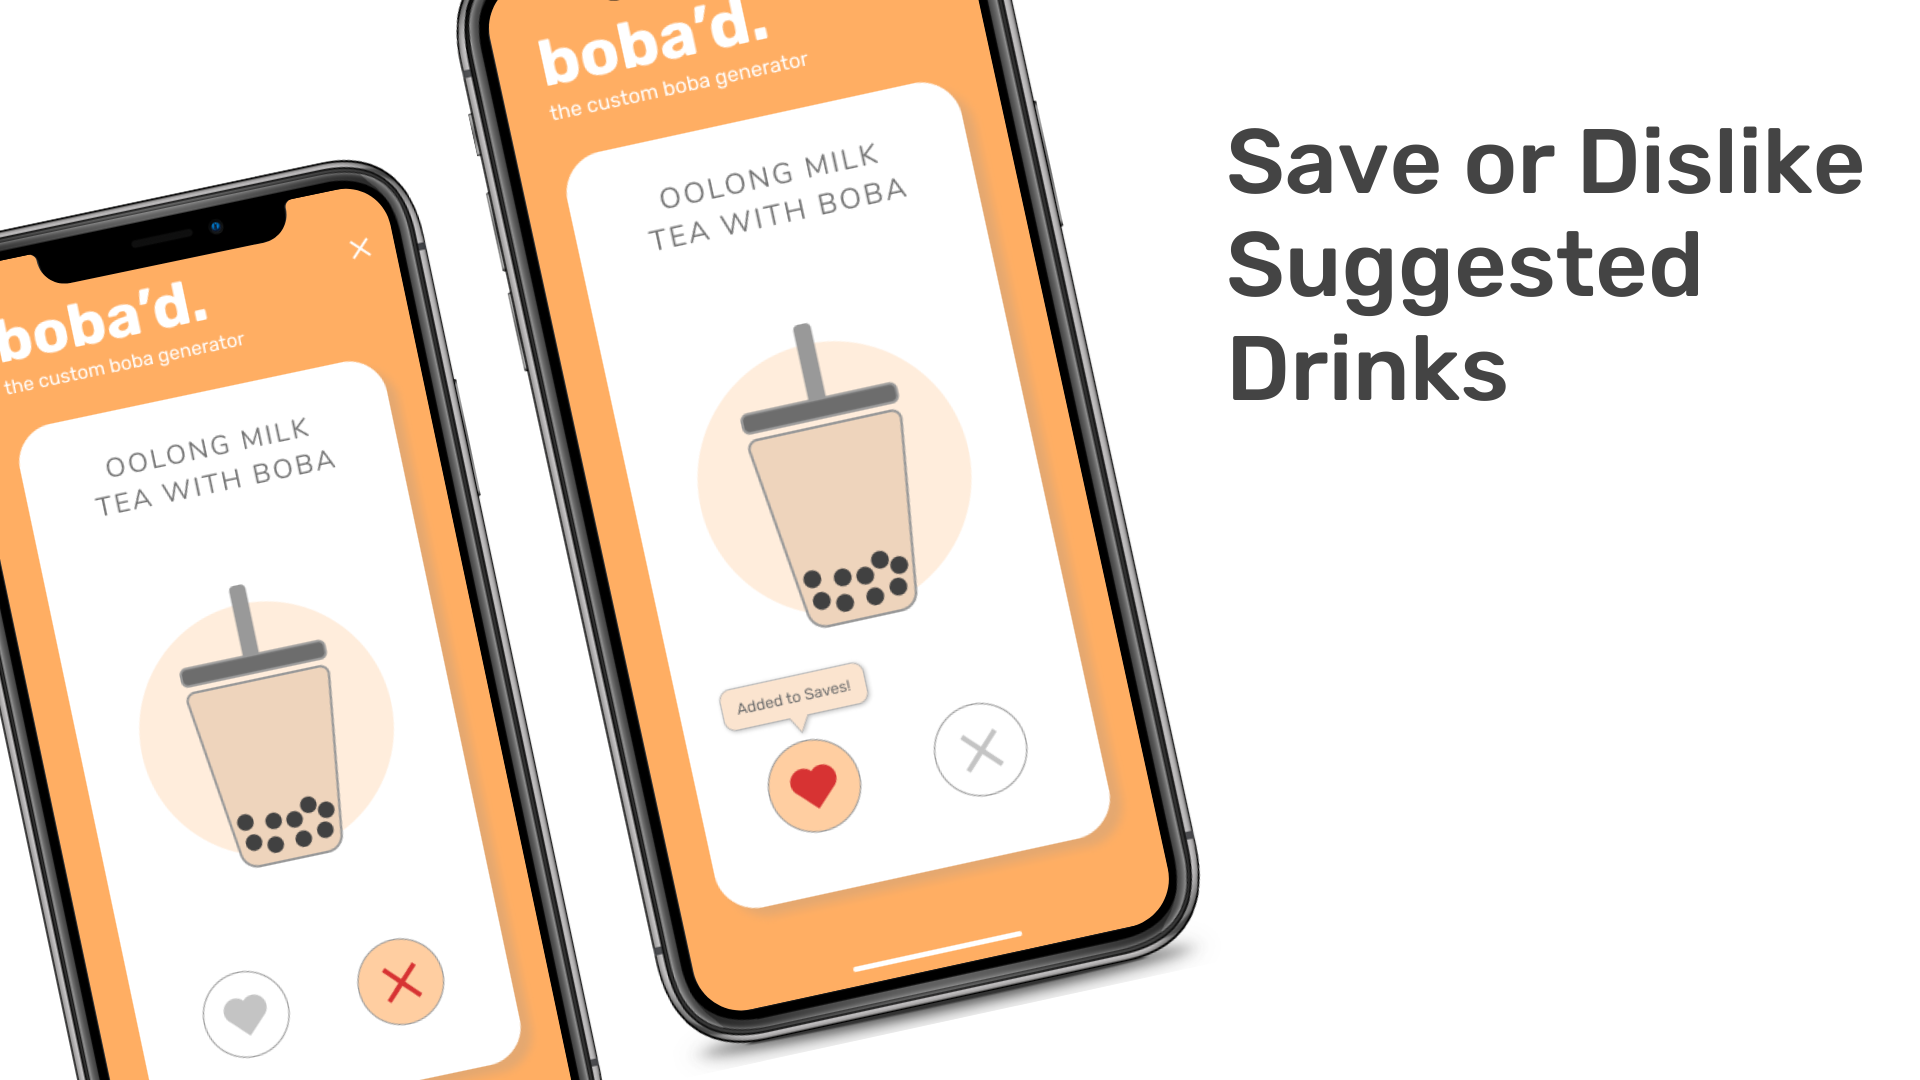 boba’d.
the custom boba generator
OOLONG MILK
TEA WITH BOBA
boba’d.
the custom boba generator
OOLONG MILK
TEA WITH BOBA
Added to Saves!
Save or Dislike
Suggested
Drinks